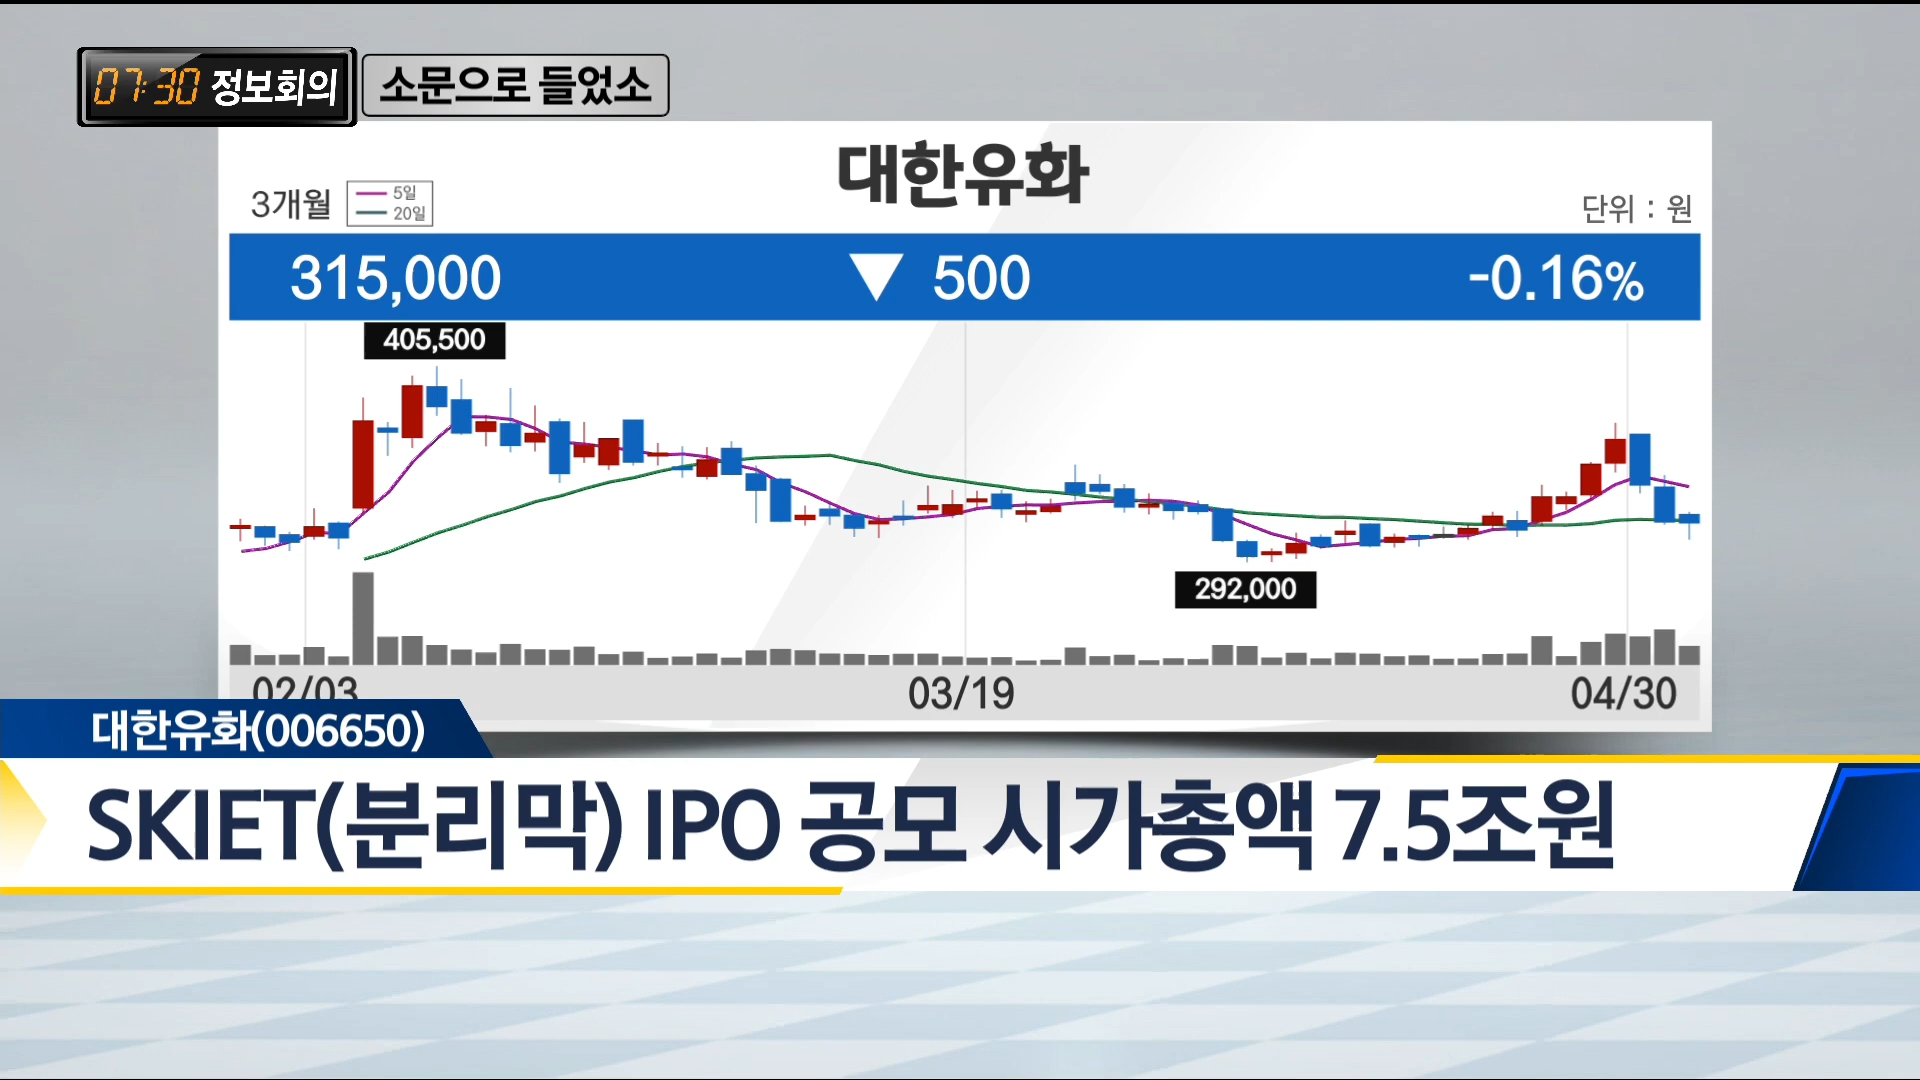 07:30 정보회의 소문으로 들었소
대한유화
3개월
5일
20일
단위 : 원
315,000 ▼ 500 -0.16%
405,500
292,000
02/03 03/19 04/30
대한유화(006650)
SKIET(분리막) IPO 공모 시가총액 7.5조원